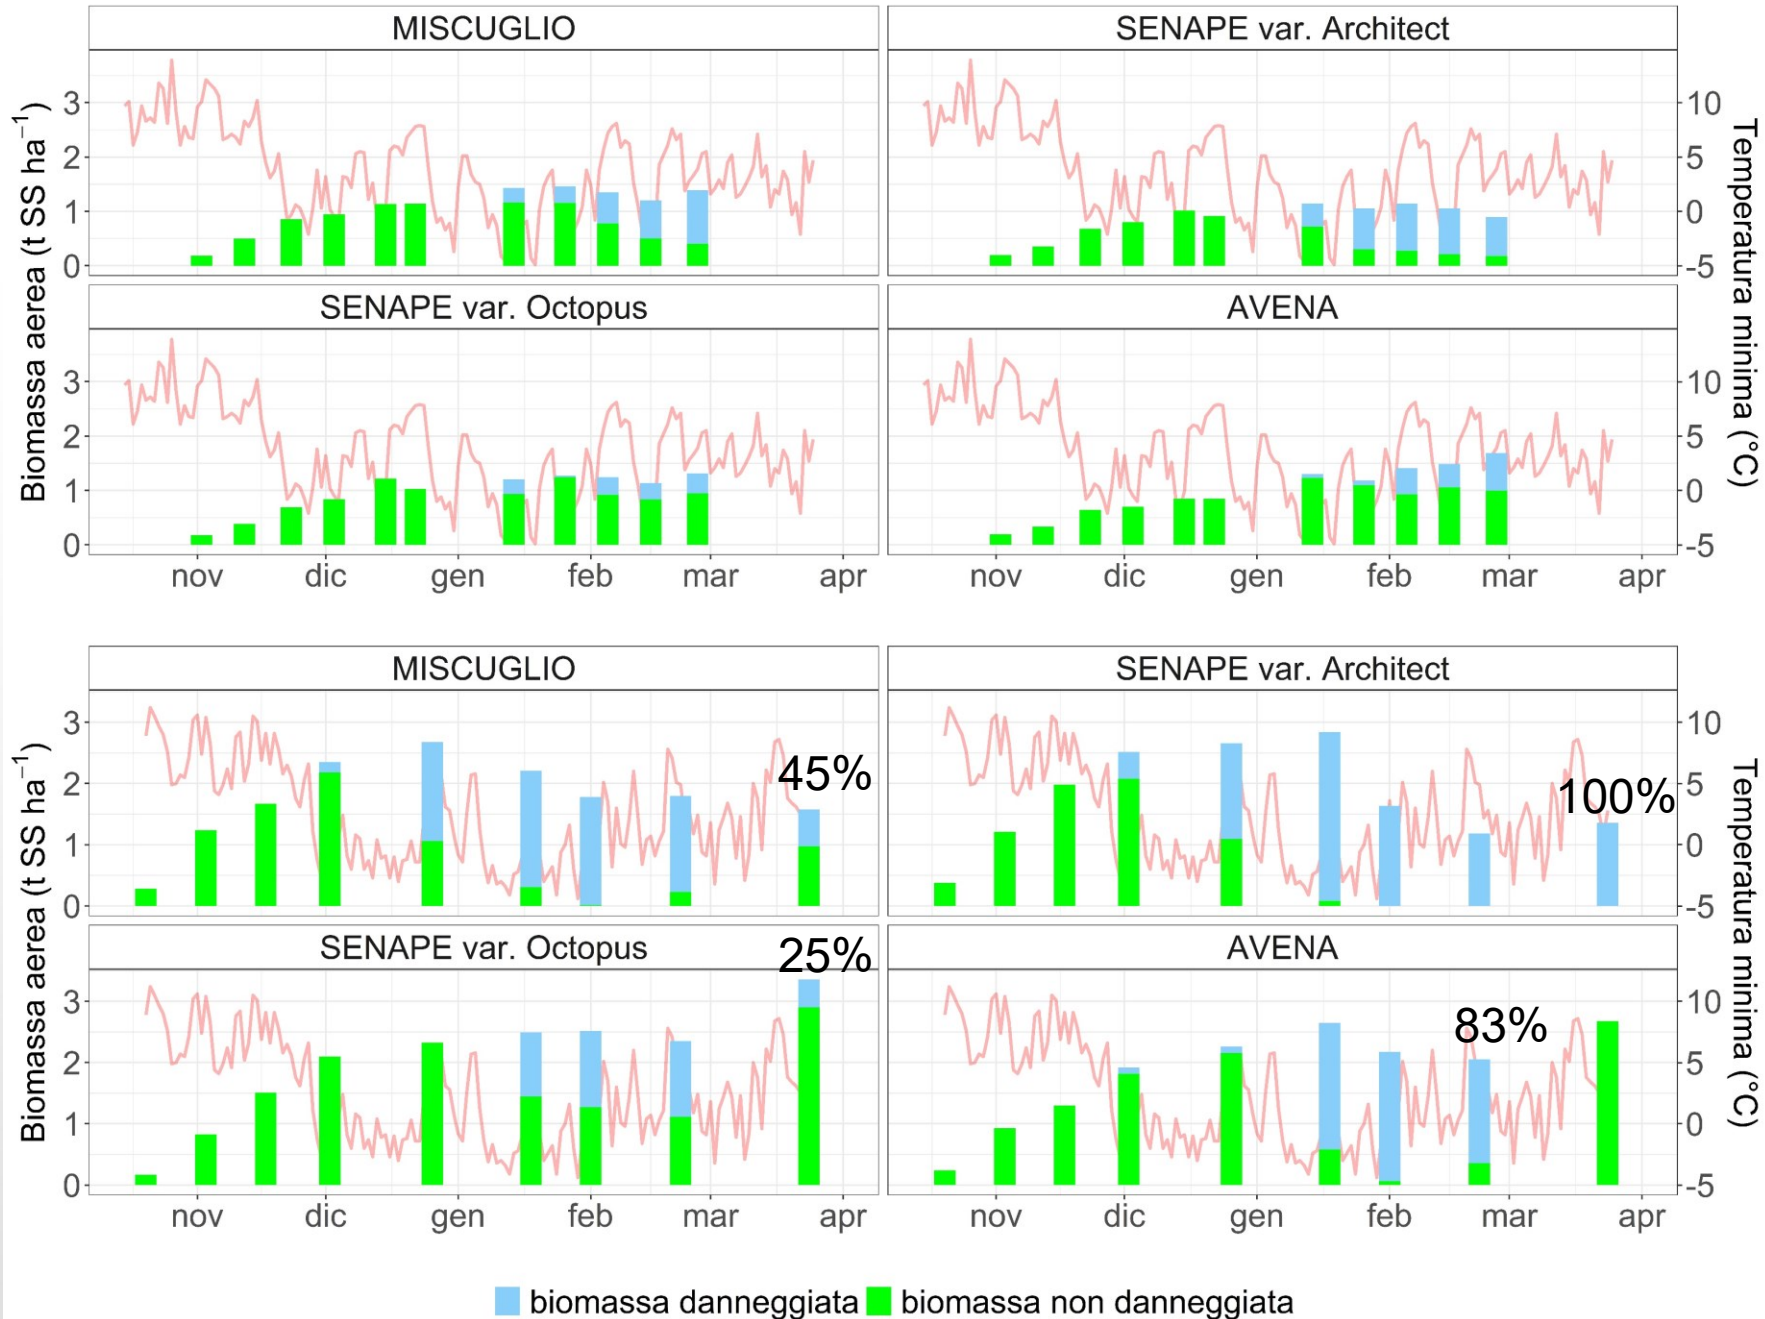 MISCUGLIO
SENAPE var. Architect
Biomassa aerea (t SS ha⁻¹)
3
2
1
0
10
5
0
-5
Temperatura minima (°C)
SENAPE var. Octopus
AVENA
3
2
1
0
10
5
0
-5
nov dic gen feb mar apr
nov dic gen feb mar apr
MISCUGLIO
SENAPE var. Architect
Biomassa aerea (t SS ha⁻¹)
3
2
1
0
45%
100%
10
5
0
-5
Temperatura minima (°C)
SENAPE var. Octopus
AVENA
25%
83%
3
2
1
0
10
5
0
-5
nov dic gen feb mar apr
nov dic gen feb mar apr
biomassa danneggiata biomassa non danneggiata